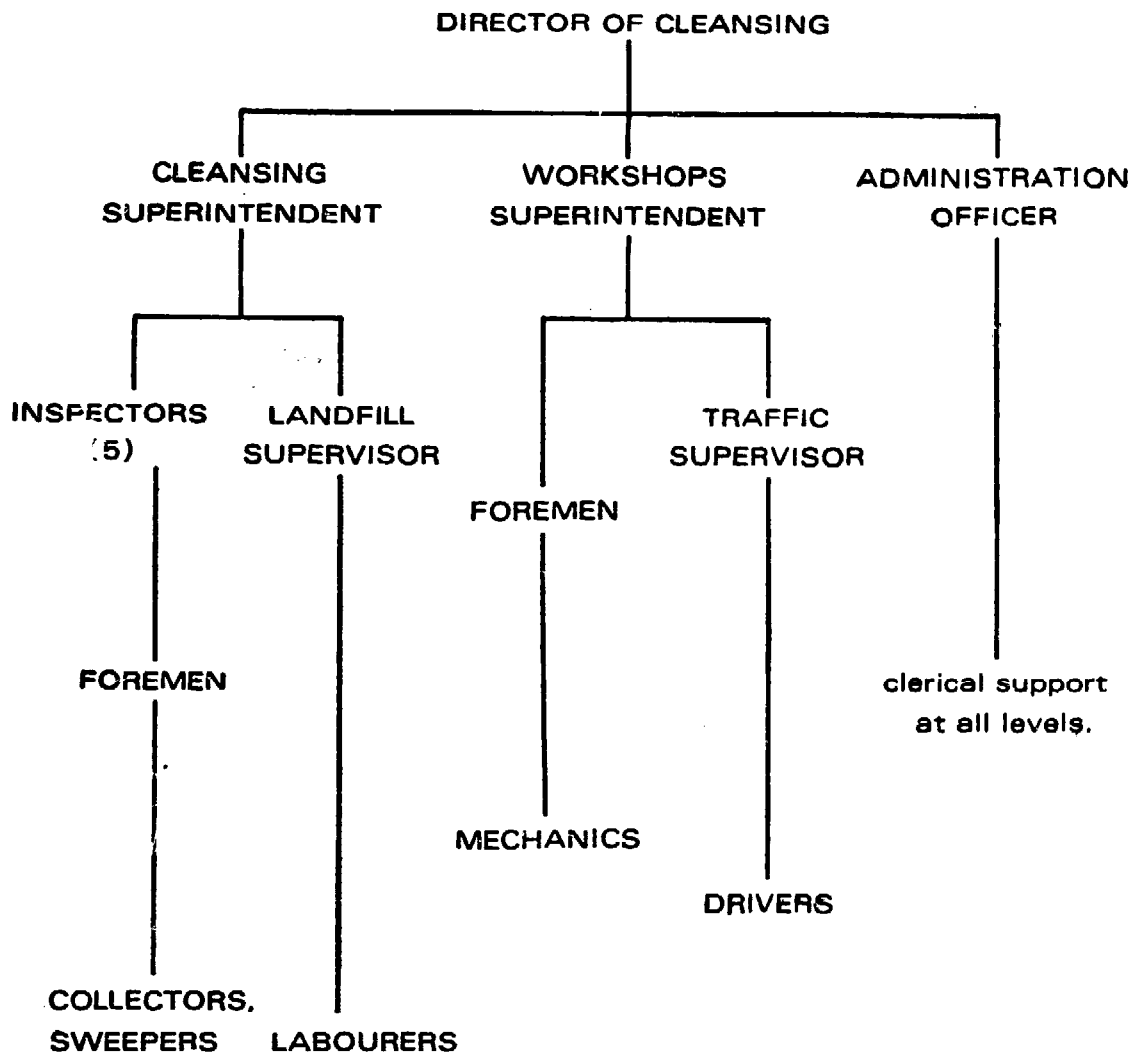 DIRECTOR OF CLEANSING
CLEANSING
SUPERINTENDENT
WORKSHOPS
SUPERINTENDENT
ADMINISTRATION
OFFICER
INSPECTORS
(5)
LANDFILL
SUPERVISOR
TRAFFIC
SUPERVISOR
FOREMEN
FOREMEN
clerical support
at all levels.
MECHANICS
DRIVERS
COLLECTORS,
SWEEPERS
LABOURERS